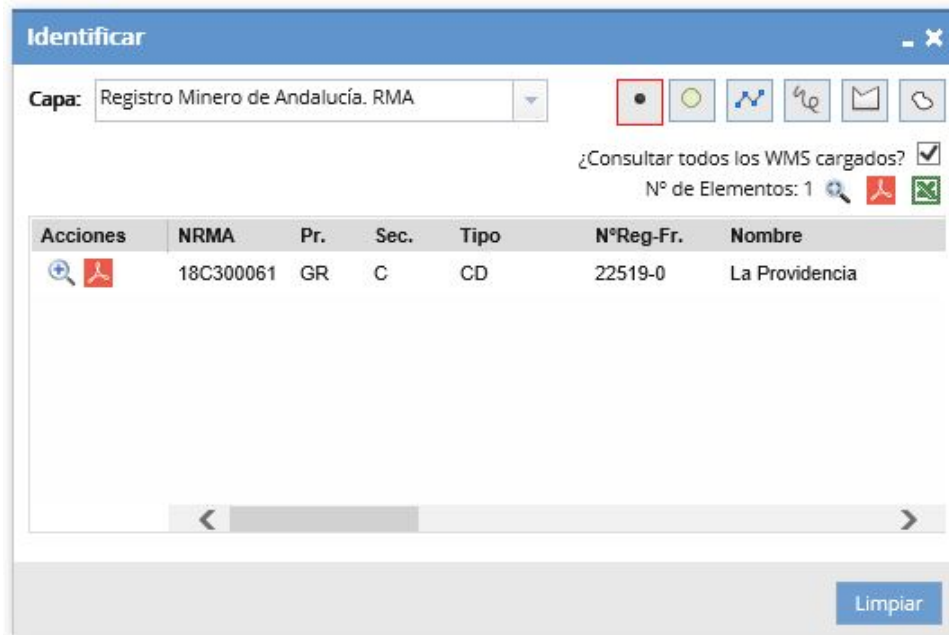 Identificar
Capa: Registro Minero de Andalucía. RMA
¿Consultar todos los WMS cargados?
Nº de Elementos: 1
Acciones NRMA Pr. Sec. Tipo NºReg-Fr. Nombre
18C300061 GR C CD 22519-0 La Providencia
Limpiar